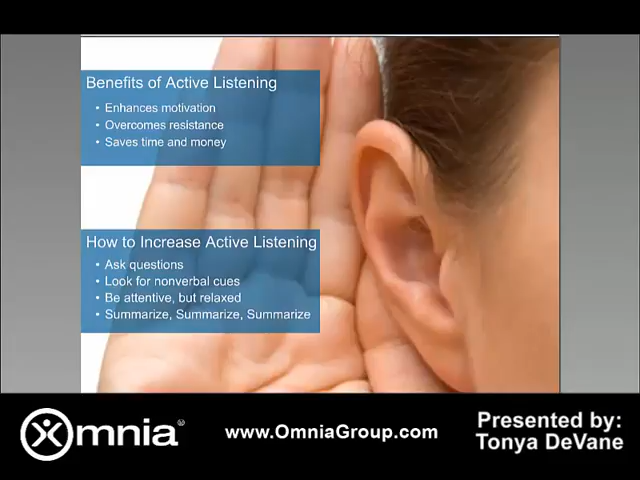 Benefits of Active Listening
• Enhances motivation
• Overcomes resistance
• Saves time and money
How to Increase Active Listening
• Ask questions
• Look for nonverbal cues
• Be attentive, but relaxed
• Summarize, Summarize, Summarize
Omnia®
www.OmniaGroup.com
Presented by:
Tonya DeVane